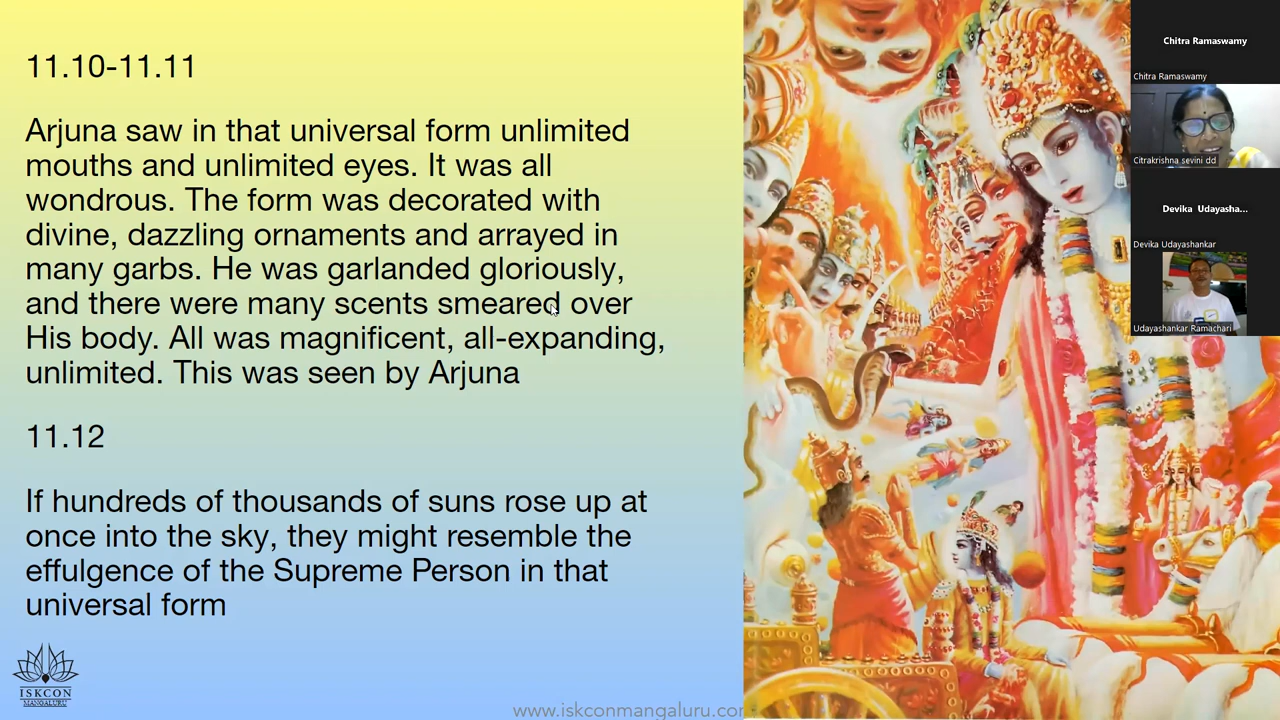 11.10-11.11
Arjuna saw in that universal form unlimited
mouths and unlimited eyes. It was all
wondrous. The form was decorated with
divine, dazzling ornaments and arrayed in
many garbs. He was garlanded gloriously,
and there were many scents smeared over
His body. All was magnificent, all-expanding,
unlimited. This was seen by Arjuna
11.12
If hundreds of thousands of suns rose up at
once into the sky, they might resemble the
effulgence of the Supreme Person in that
universal form
ISKCON
MANGALURU
www.iskconmangaluru.cor
Chitra Ramaswamy
Chitra Ramaswamy
Citrakrishna sevini dd
Devika Udayasha...
Devika Udayashankar
Udayashankar Ramachari